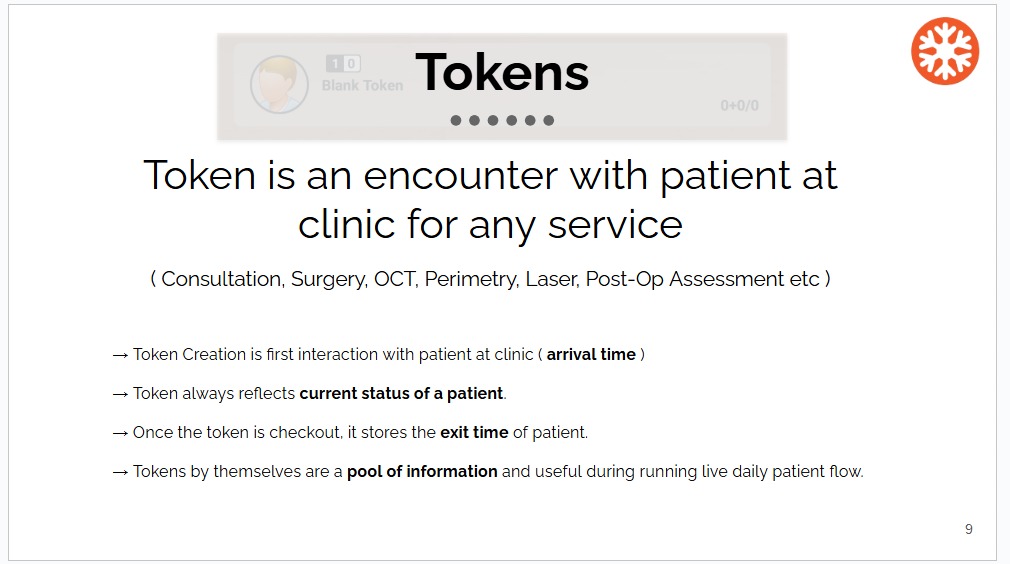 1 0
Blank Token
Tokens
0+0/0
Token is an encounter with patient at
clinic for any service
( Consultation, Surgery, OCT, Perimetry, Laser, Post-Op Assessment etc )
→ Token Creation is first interaction with patient at clinic ( arrival time )
→ Token always reflects current status of a patient.
→ Once the token is checkout, it stores the exit time of patient.
→ Tokens by themselves are a pool of information and useful during running live daily patient flow.
9